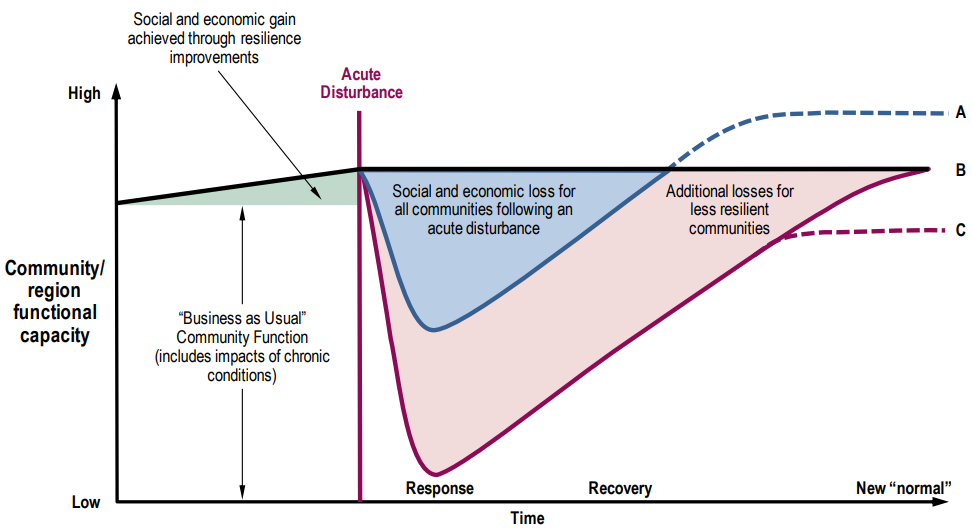 Social and economic gain
achieved through resilience
improvements
Acute
Disturbance
High
A
B
C
Social and economic loss for
all communities following an
acute disturbance
Additional losses for
less resilient
communities
Community/
region
functional
capacity
“Business as Usual”
Community Function
(includes impacts of chronic
conditions)
Low
Response
Recovery
New “normal”
Time